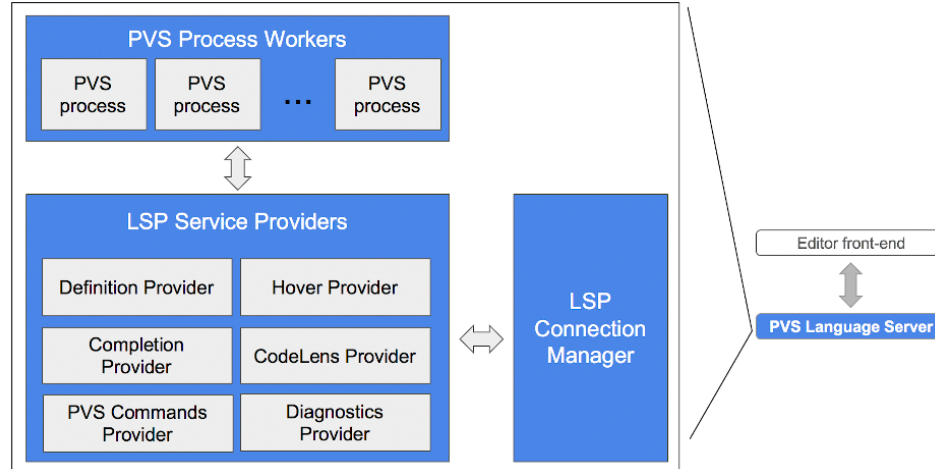 PVS Process Workers
PVS
process
PVS
process
...
PVS
process
LSP Service Providers
Definition Provider
Hover Provider
Completion
Provider
CodeLens Provider
PVS Commands
Provider
Diagnostics
Provider
LSP
Connection
Manager
Editor front-end
PVS Language Server